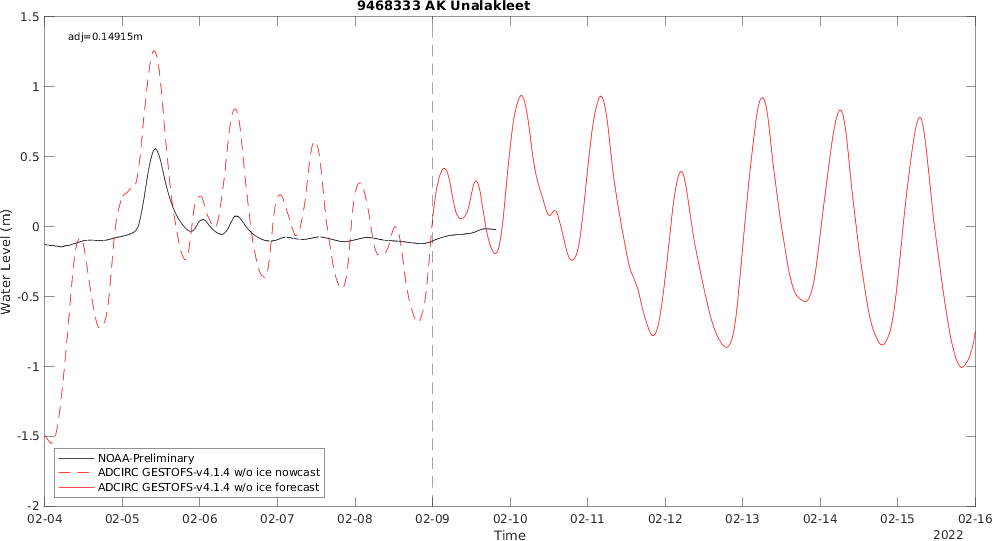 9468333 AK Unalakleet
adj=0.14915m
1.5
1
0.5
0
-0.5
-1
-1.5
-2
Water Level (m)
NOAA-Preliminary
ADCIRC GESTOFS-v4.1.4 w/o ice nowcast
ADCIRC GESTOFS-v4.1.4 w/o ice forecast
02-04 02-05 02-06 02-07 02-08 02-09 02-10 02-11 02-12 02-13 02-14 02-15 02-16
Time
2022